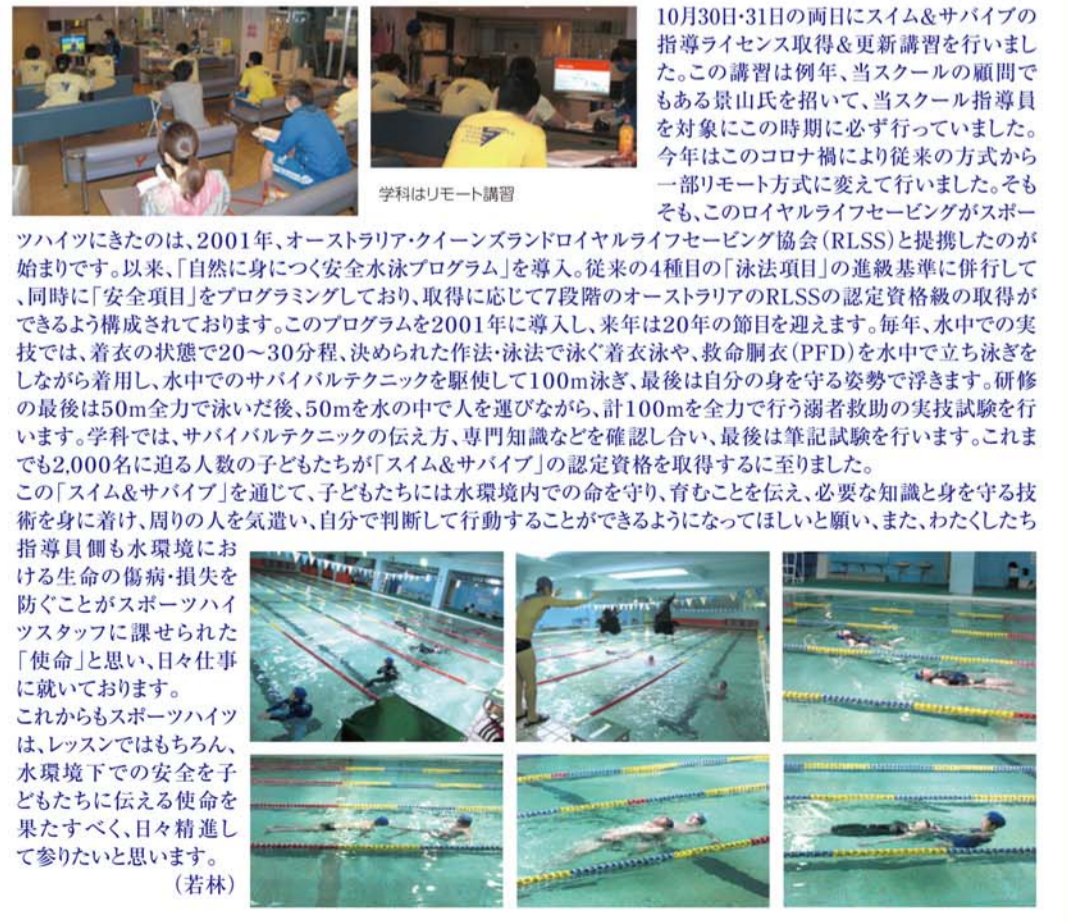 10月30日・31日の両日にスイム&サバイブの
指導ライセンス取得&更新講習を行いまし
た。この講習は例年、当スクールの顧問で
もある景山氏を招いて、当スクール指導員
を対象にこの時期に必ず行っていました。
今年はこのコロナ禍により従来の方式から
一部リモート方式に変えて行いました。そも
そも、このロイヤルライフセービングがスポー
ツハイツにきたのは、2001年、オーストラリア・クイーンズランドロイヤルライフセービング協会(RLSS)と提携したのが
始まりです。以来、「自然に身につく安全水泳プログラム」を導入。従来の4種目の「泳法項目」の進級基準に併行して
、同時に「安全項目」をプログラミングしており、取得に応じて7段階のオーストラリアのRLSSの認定資格級の取得が
できるよう構成されております。このプログラムを2001年に導入し、来年は20年の節目を迎えます。毎年、水中での実
技では、着衣の状態で20～30分程、決められた作法・泳法で泳ぐ着衣泳や、救命胴衣(PFD)を水中で立ち泳ぎを
しながら着用し、水中でのサバイバルテクニックを駆使して100m泳ぎ、最後は自分の身を守る姿勢で浮きます。研修
の最後は50m全力で泳いだ後、50mを水の中で人を運びながら、計100mを全力で行う溺者救助の実技試験を行
います。学科では、サバイバルテクニックの伝え方、専門知識などを確認し合い、最後は筆記試験を行います。これま
でも2,000名に迫る人数の子どもたちが「スイム&サバイブ」の認定資格を取得するに至りました。
この「スイム&サバイブ」を通じて、子どもたちには水環境内での命を守り、育むことを伝え、必要な知識と身を守る技
術を身に着け、周りの人を気遣い、自分で判断して行動することができるようになってほしいと願い、また、わたくしたち
指導員側も水環境にお
ける生命の傷病・損失を
防ぐことがスポーツハイ
ツスタッフに課せられた
「使命」と思い、日々仕事
に就いております。
これからもスポーツハイツ
は、レッスンではもちろん、
水環境下での安全を子
どもたちに伝える使命を
果たすべく、日々精進し
て参りたいと思います。
(若林)
学科はリモート講習